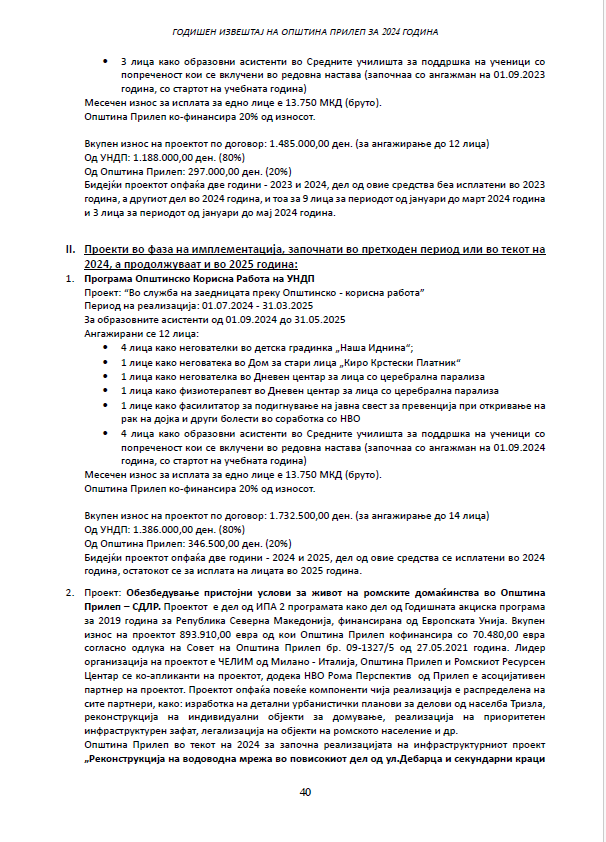 ГОДИШЕН ИЗВЕШТАЈ НА ОПШТИНА ПРИЛЕП ЗА 2024 ГОДИНА
• 3 лица како образовни асистенти во Средните училишта за поддршка на ученици со
попреченост кои се вклучени во редовна настава (започнаа со ангажман на 01.09.2023
година, со стартот на учебната година)
Месечен износ за исплата за едно лице е 13.750 МКД (бруто).
Општина Прилеп ко-финансира 20% од износот.
Вкупен износ на проектот по договор: 1.485.000,00 ден. (за ангажирање до 12 лица)
Од УНДП: 1.188.000,00 ден. (80%)
Од Општина Прилеп: 297.000,00 ден. (20%)
Бидејќи проектот опфаќа две години - 2023 и 2024, дел од овие средства беа исплатени во 2023
година, а другиот дел во 2024 година, и тоа за 9 лица за периодот од јануари до март 2024 година
и 3 лица за периодот од јануари до мај 2024 година.
II. Проекти во фаза на имплементација, започнати во претходен период или во текот на
2024, а продолжуваат и во 2025 година:
1. Програма Општинско Корисна Работа на УНДП
Проект: “Во служба на заедницата преку Општинско - корисна работа”
Период на реализација: 01.07.2024 - 31.03.2025
За образовните асистенти од 01.09.2024 до 31.05.2025
Ангажирани се 12 лица:
• 4 лица како негователки во детска градинка „Наша Иднина“;
• 1 лице како неговатека во Дом за стари лица „Киро Крстески Платник“
• 1 лице како негователка во Дневен центар за лица со церебрална парализа
• 1 лице како физиотерапевт во Дневен центар за лица со церебрална парализа
• 1 лице како фасилитатор за подигнување на јавна свест за превенција при откривање на
рак на дојка и други болести во соработка со НВО
• 4 лица како образовни асистенти во Средните училишта за поддршка на ученици со
попреченост кои се вклучени во редовна настава (започнаа со ангажман на 01.09.2024
година, со стартот на учебната година)
Месечен износ за исплата за едно лице е 13.750 МКД (бруто).
Општина Прилеп ко-финансира 20% од износот.
Вкупен износ на проектот по договор: 1.732.500,00 ден. (за ангажирање до 14 лица)
Од УНДП: 1.386.000,00 ден. (80%)
Од Општина Прилеп: 346.500,00 ден. (20%)
Бидејќи проектот опфаќа две години - 2024 и 2025, дел од овие средства се исплатени во 2024
година, остатокот се за исплата на лицата во 2025 година.
2. Проект: Обезбедување пристојни услови за живот на ромските домаќинства во Општина
Прилеп – СДЛР. Проектот е дел од ИПА 2 програмата како дел од Годишната акциска програма
за 2019 година за Република Северна Македонија, финансирана од Европската Унија. Вкупен
износ на проектот 893.910,00 евра од кои Општина Прилеп кофинансира со 70.480,00 евра
согласно одлука на Совет на Општина Прилеп бр. 09-1327/5 од 27.05.2021 година. Лидер
организација на проектот е ЧЕЛИМ од Милано - Италија, Општина Прилеп и Ромскиот Ресурсен
Центар се ко-апликанти на проектот, додека НВО Рома Перспектив од Прилеп е асоцијативен
партнер на проектот. Проектот опфаќа повеќе компоненти чија реализација е распределена на
сите партнери, како: изработка на детални урбанистички планови за делови од населба Тризла,
реконструкција на индивидуални објекти за домување, реализација на приоритетен
инфраструктурен зафат, легализација на објекти на ромското население и др.
Општина Прилеп во текот на 2024 за започна реализацијата на инфраструктурниот проект
„Реконструкција на водоводна мрежа во повисокиот дел од ул.Дебарца и секундарни краци
40